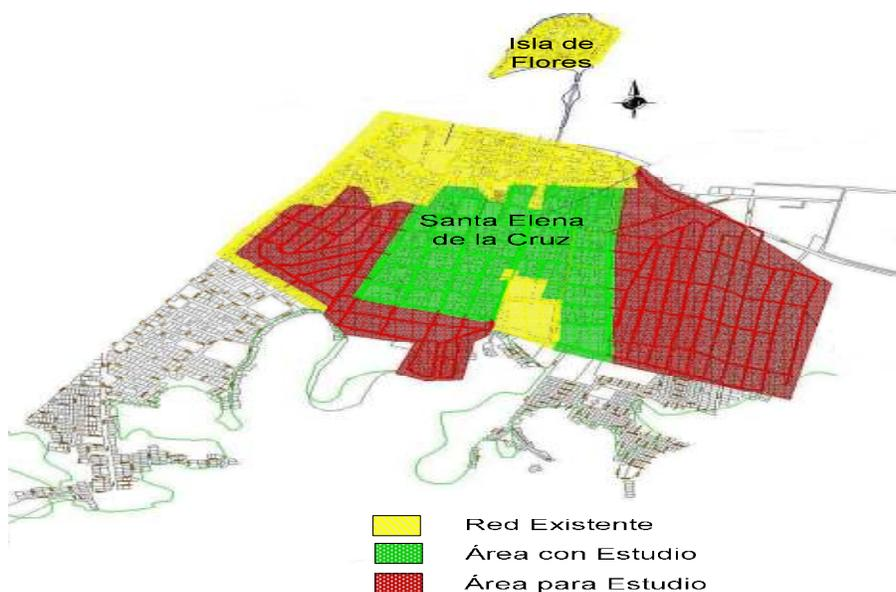 Isla de
Flores
Santa Elena
de la Cruz
Red Existente
Área con Estudio
Área para Estudio